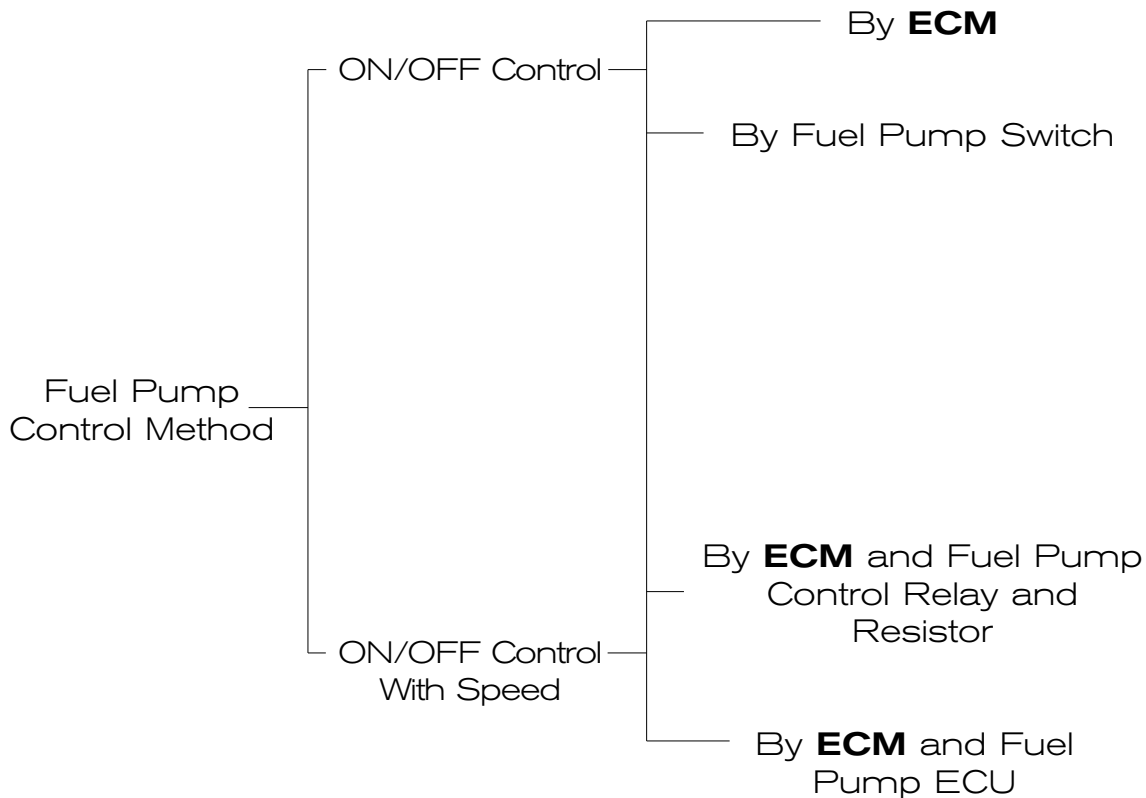 Fuel Pump
Control Method
ON/OFF Control
By ECM
By Fuel Pump Switch
ON/OFF Control
With Speed
By ECM and Fuel Pump
Control Relay and
Resistor
By ECM and Fuel
Pump ECU